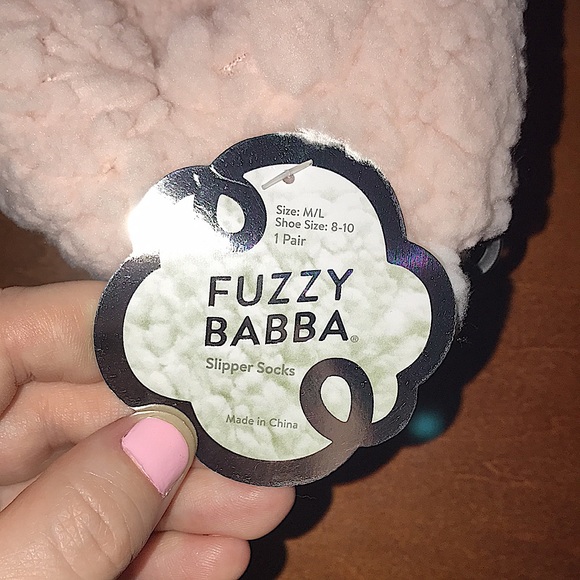 Size: M/L
Shoe Size: 8-10
1 Pair
FUZZY
BABBA®
Slipper Socks
Made in China